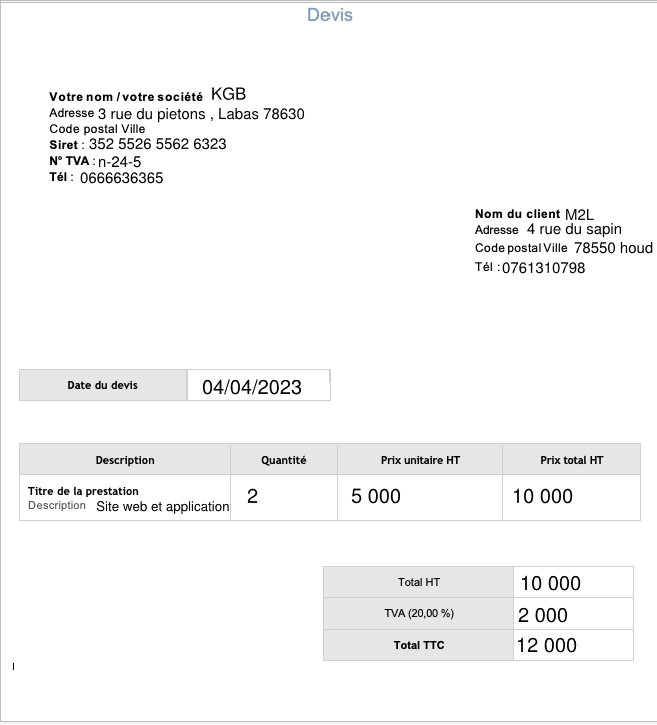 Devis
Votre nom / votre société KGB
Adresse 3 rue du pietons , Labas 78630
Code postal Ville
Siret : 352 5526 5562 6323
N° TVA : n-24-5
Tél : 0666636365
Nom du client M2L
Adresse 4 rue du sapin
Code postal Ville 78550 houd
Tél : 0761310798
Date du devis 04/04/2023
Description Quantité Prix unitaire HT Prix total HT
Titre de la prestation
Description Site web et application 2 5 000 10 000
Total HT 10 000
TVA (20,00 %) 2 000
Total TTC 12 000